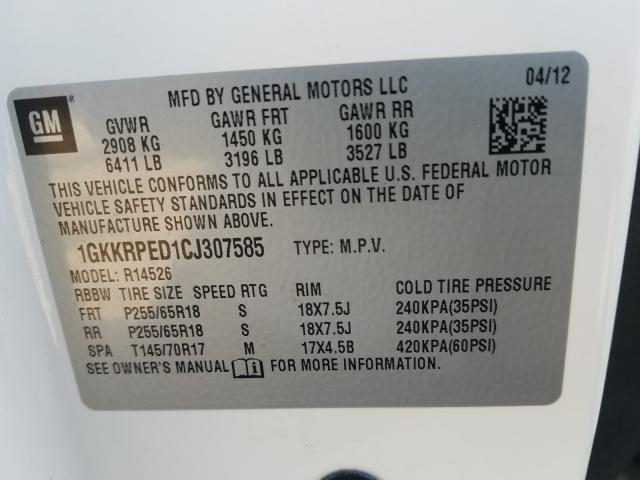 GM
MFD BY GENERAL MOTORS LLC 04/12
GVWR GAWR FRT GAWR RR
2908 KG 1450 KG 1600 KG
6411 LB 3196 LB 3527 LB
THIS VEHICLE CONFORMS TO ALL APPLICABLE U.S. FEDERAL MOTOR
VEHICLE SAFETY STANDARDS IN EFFECT ON THE DATE OF
MANUFACTURE SHOWN ABOVE.
1GKKRPED1CJ307585 TYPE: M.P.V.
MODEL: R14526
RBBW TIRE SIZE SPEED RTG RIM COLD TIRE PRESSURE
FRT P255/65R18 S 18X7.5J 240KPA(35PSI)
RR P255/65R18 S 18X7.5J 240KPA(35PSI)
SPA T145/70R17 M 17X4.5B 420KPA(60PSI)
SEE OWNER'S MANUAL FOR MORE INFORMATION.